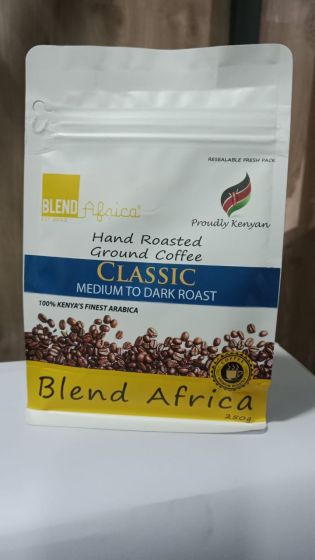 RESEALABLE FRESH PACK
BLEND Africa®
Proudly Kenyan
Hand Roasted
Ground Coffee
CLASSIC
MEDIUM TO DARK ROAST
100% KENYA'S FINEST ARABICA
Blend Africa
250g